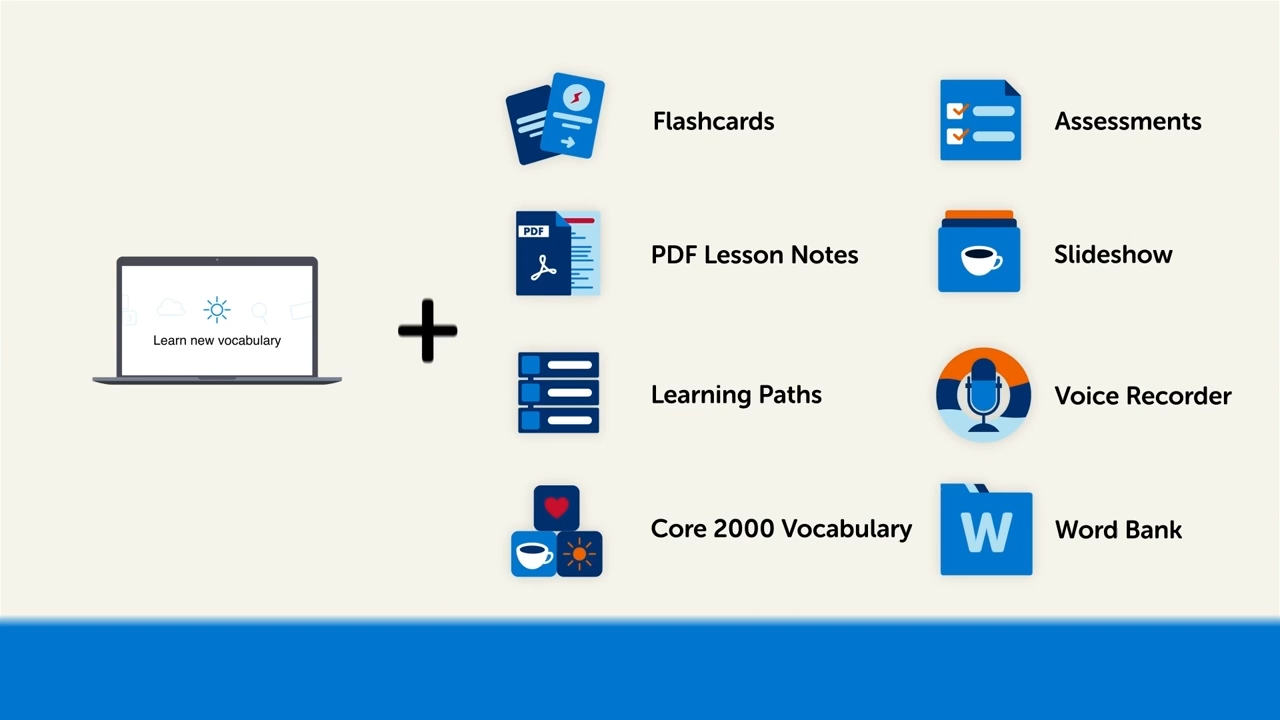 Learn new vocabulary
Flashcards
PDF
PDF Lesson Notes
Learning Paths
Core 2000 Vocabulary
Assessments
Slideshow
Voice Recorder
W
Word Bank